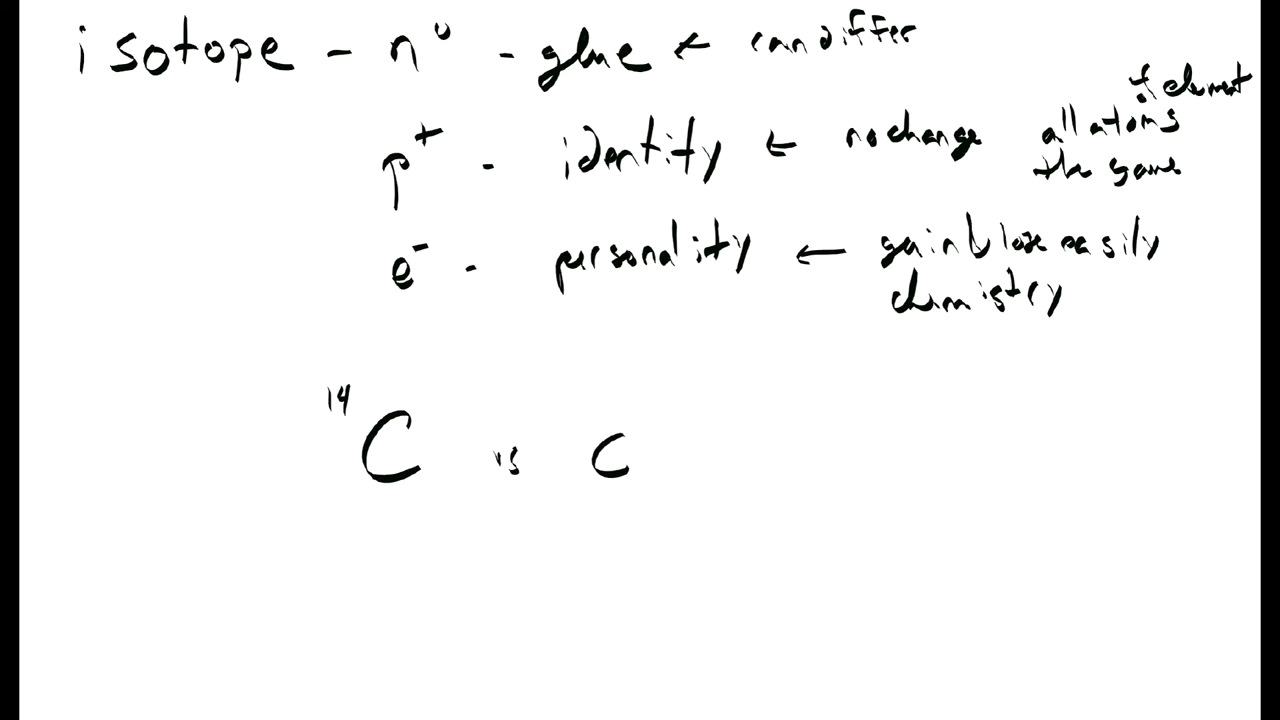 isotope - n⁰ - glue ← can differ
p⁺ - identity ← no change all atoms of element the same
e⁻ - personality ← gain & lose easily
chemistry
¹⁴C vs C